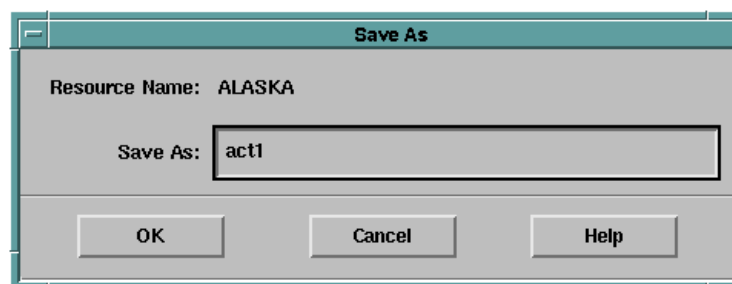 Save As
Resource Name: ALASKA
Save As: act1
OK Cancel Help